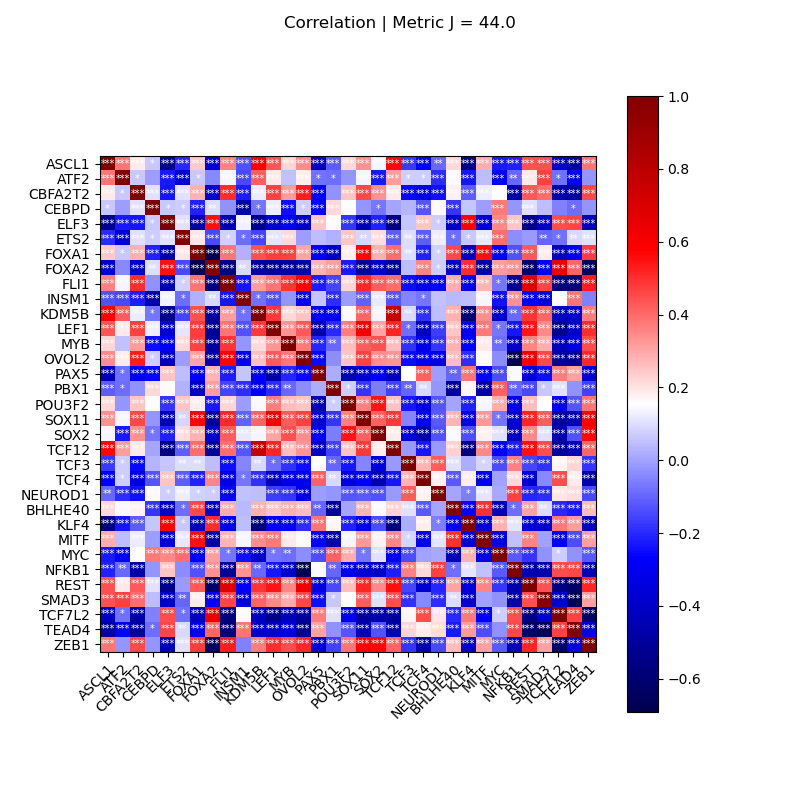 Correlation | Metric J = 44.0
ASCL1
ATF2
CBFA2T2
CEBPD
ELF3
ETS2
FOXA1
FOXA2
FLI1
INSM1
KDM5B
LEF1
MYB
OVOL2
PAX5
PBX1
POU3F2
SOX11
SOX2
TCF12
TCF3
TCF4
NEUROD1
BHLHE40
KLF4
MITF
MYC
NFKB1
REST
SMAD3
TCF7L2
TEAD4
ZEB1
ASCL1
ATF2
CBFA2T2
CEBPD
ELF3
ETS2
FOXA1
FOXA2
FLI1
INSM1
KDM5B
LEF1
MYB
OVOL2
PAX5
PBX1
POU3F2
SOX11
SOX2
TCF12
TCF3
TCF4
NEUROD1
BHLHE40
KLF4
MITF
MYC
NFKB1
REST
SMAD3
TCF7L2
TEAD4
ZEB1
1.0
0.8
0.6
0.4
0.2
0.0
−0.2
−0.4
−0.6